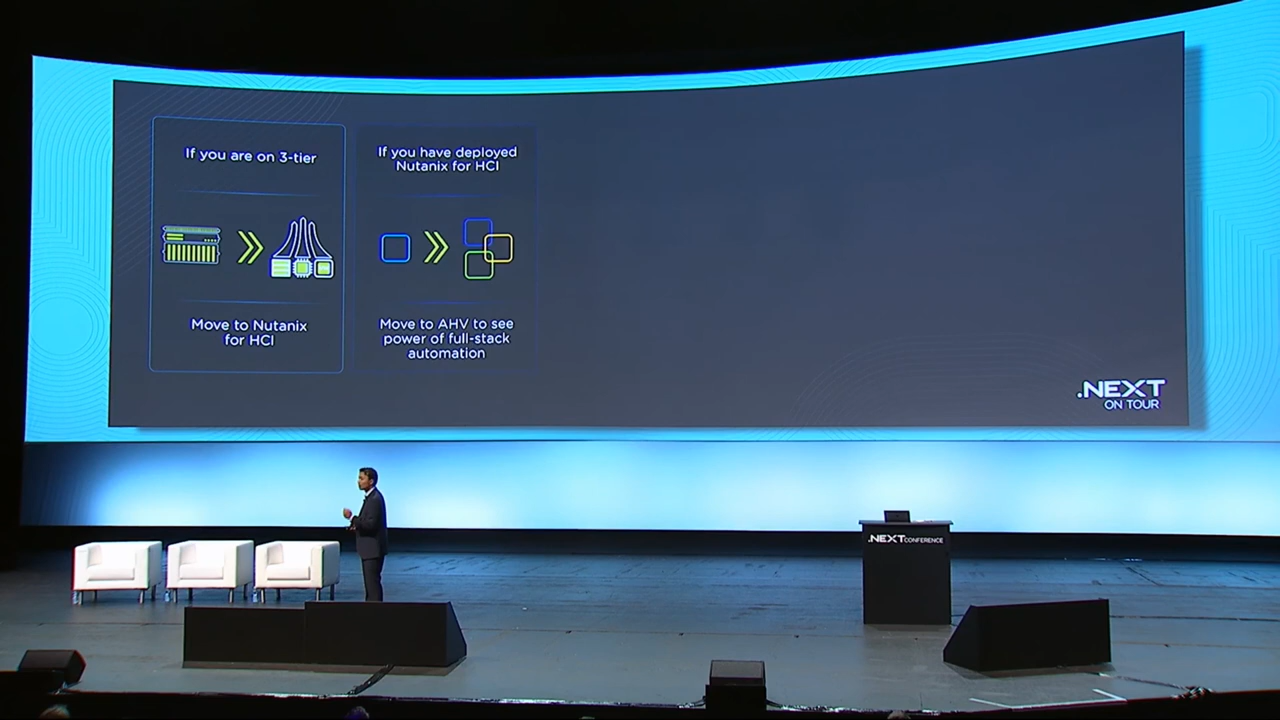 If you are on 3-tier
Move to Nutanix
for HCI
If you have deployed
Nutanix for HCI
Move to AHV to see
power of full-stack
automation
.NEXT
ON TOUR
.NEXT CONFERENCE